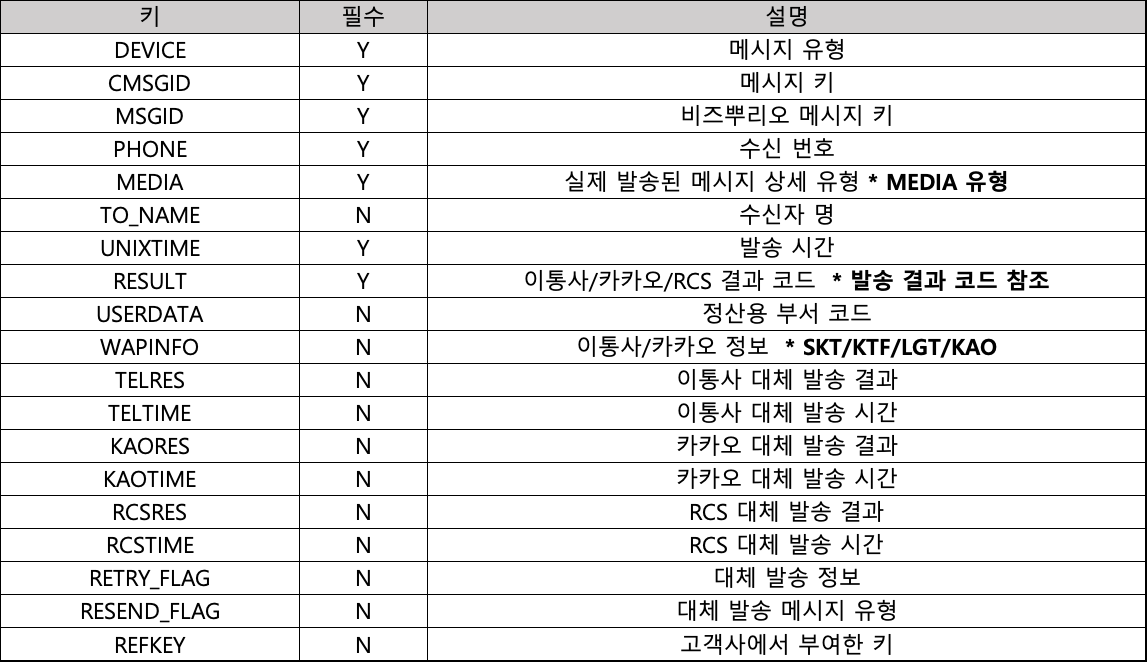 키 필수 설명
DEVICE Y 메시지 유형
CMSGID Y 메시지 키
MSGID Y 비즈뿌리오 메시지 키
PHONE Y 수신 번호
MEDIA Y 실제 발송된 메시지 상세 유형 * MEDIA 유형
TO_NAME N 수신자 명
UNIXTIME Y 발송 시간
RESULT Y 이통사/카카오/RCS 결과 코드 * 발송 결과 코드 참조
USERDATA N 정산용 부서 코드
WAPINFO N 이통사/카카오 정보 * SKT/KTF/LGT/KAO
TELRES N 이통사 대체 발송 결과
TELTIME N 이통사 대체 발송 시간
KAORES N 카카오 대체 발송 결과
KAOTIME N 카카오 대체 발송 시간
RCSRES N RCS 대체 발송 결과
RCSTIME N RCS 대체 발송 시간
RETRY_FLAG N 대체 발송 정보
RESEND_FLAG N 대체 발송 메시지 유형
REFKEY N 고객사에서 부여한 키